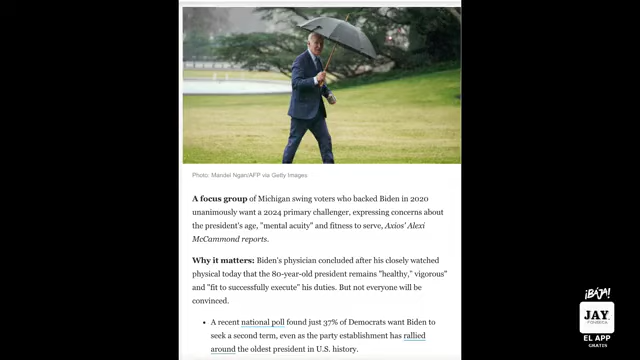 Photo: Mandel Ngan/AFP via Getty Images
A focus group of Michigan swing voters who backed Biden in 2020
unanimously want a 2024 primary challenger, expressing concerns about
the president's age, "mental acuity" and fitness to serve, Axios' Alexi
McCammond reports.
Why it matters: Biden's physician concluded after his closely watched
physical today that the 80-year-old president remains "healthy," vigorous"
and "fit to successfully execute" his duties. But not everyone will be
convinced.
• A recent national poll found just 37% of Democrats want Biden to
seek a second term, even as the party establishment has rallied
around the oldest president in U.S. history.
¡BAJA!
JAY
FONSECA
EL APP
GRATIS